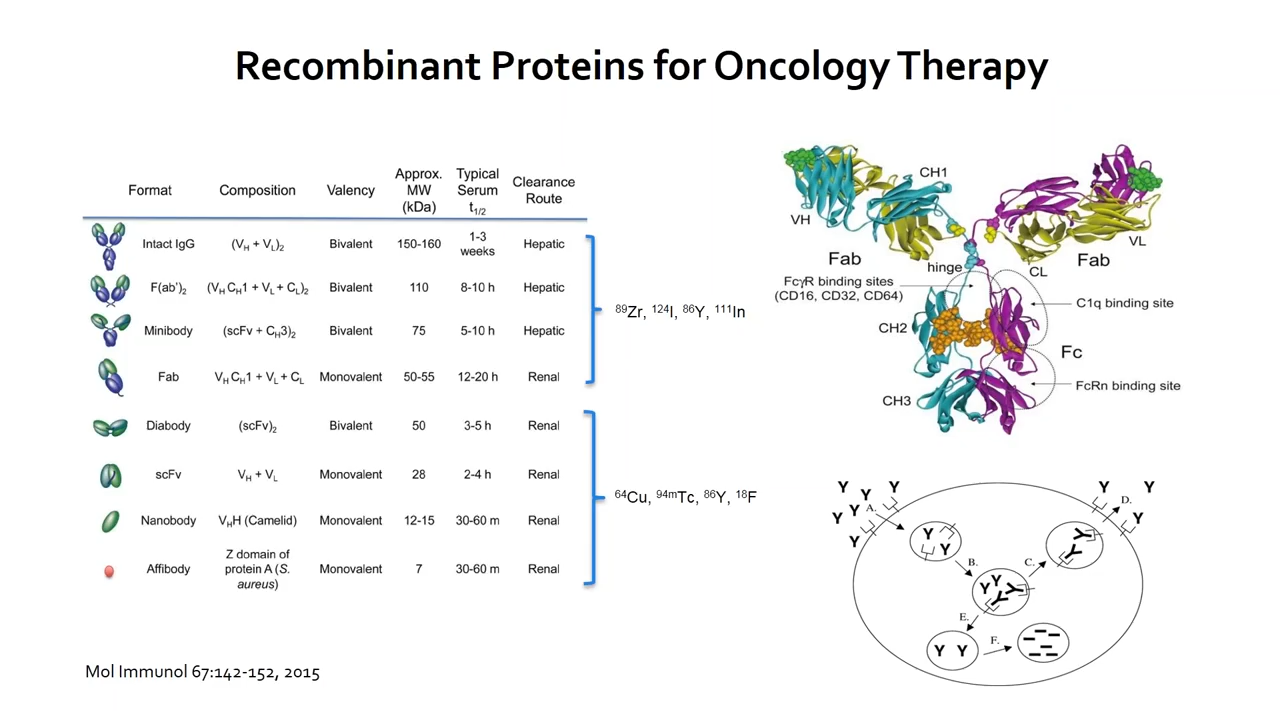 Recombinant Proteins for Oncology Therapy
Format Composition Valency Approx. MW (kDa) Typical Serum t1/2 Clearance Route
Intact IgG (VH + VL)2 Bivalent 150-160 1-3 weeks Hepatic
F(ab')2 (VH CH1 + VL + CL)2 Bivalent 110 8-10 h Hepatic
Minibody (scFv + CH3)2 Bivalent 75 5-10 h Hepatic
Fab VH CH1 + VL + CL Monovalent 50-55 12-20 h Renal
Diabody (scFv)2 Bivalent 50 3-5 h Renal
scFv VH + VL Monovalent 28 2-4 h Renal
Nanobody VHH (Camelid) Monovalent 12-15 30-60 m Renal
Affibody Z domain of protein A (S. aureus) Monovalent 7 30-60 m Renal
89Zr, 124I, 86Y, 111In
64Cu, 94mTc, 86Y, 18F
CH1
VH
VL
Fab
Fab
hinge
CL
FcγR binding sites
(CD16, CD32, CD64)
C1q binding site
CH2
Fc
FcRn binding site
CH3
Y Y Y Y Y
Y Y A. D.
Y Y
Y Y
Y Y
B. C.
Y Y Y Y
E.
F.
Y Y
Mol Immunol 67:142-152, 2015